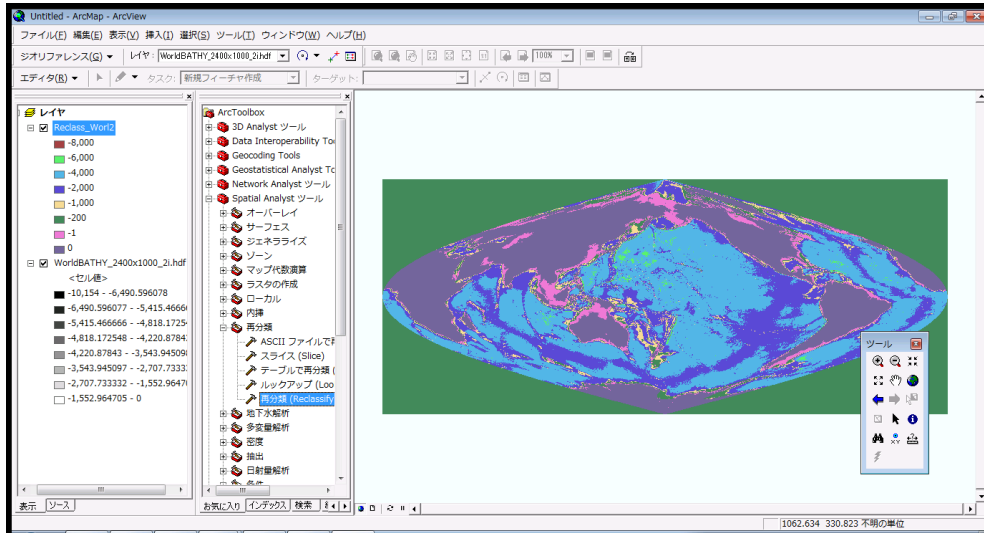 Untitled - ArcMap - ArcView
ファイル(F) 編集(E) 表示(V) 挿入(I) 選択(S) ツール(T) ウィンドウ(W) ヘルプ(H)
ジオリファレンス(G) レイヤ: WorldBATHY_2400x1000_2i.hdf 100%
エディタ(R) タスク: 新規フィーチャ作成 ターゲット:
レイヤ
Reclass_Worl2
-8,000
-6,000
-4,000
-2,000
-1,000
-200
-1
0
WorldBATHY_2400x1000_2i.hdf
<セル値>
-10,154 - -6,490.596078
-6,490.596077 - -5,415.4666
-5,415.466666 - -4,818.1725
-4,818.172548 - -4,220.8784
-4,220.87843 - -3,543.94509
-3,543.945097 - -2,707.733
-2,707.733332 - -1,552.9647
-1,552.964705 - 0
表示 ソース
ArcToolbox
3D Analyst ツール
Data Interoperability To
Geocoding Tools
Geostatistical Analyst To
Network Analyst ツール
Spatial Analyst ツール
オーバーレイ
サーフェス
ジェネラライズ
ゾーン
マップ代数演算
ラスタの作成
ローカル
内挿
再分類
ASCII ファイルで再
スライス (Slice)
テーブルで再分類 (
ルックアップ (Loo
再分類 (Reclassify
地下水解析
多変量解析
密度
抽出
日射量解析
条件
お気に入り インデックス 検索
ツール
XY
1062.634 330.823 不明の単位